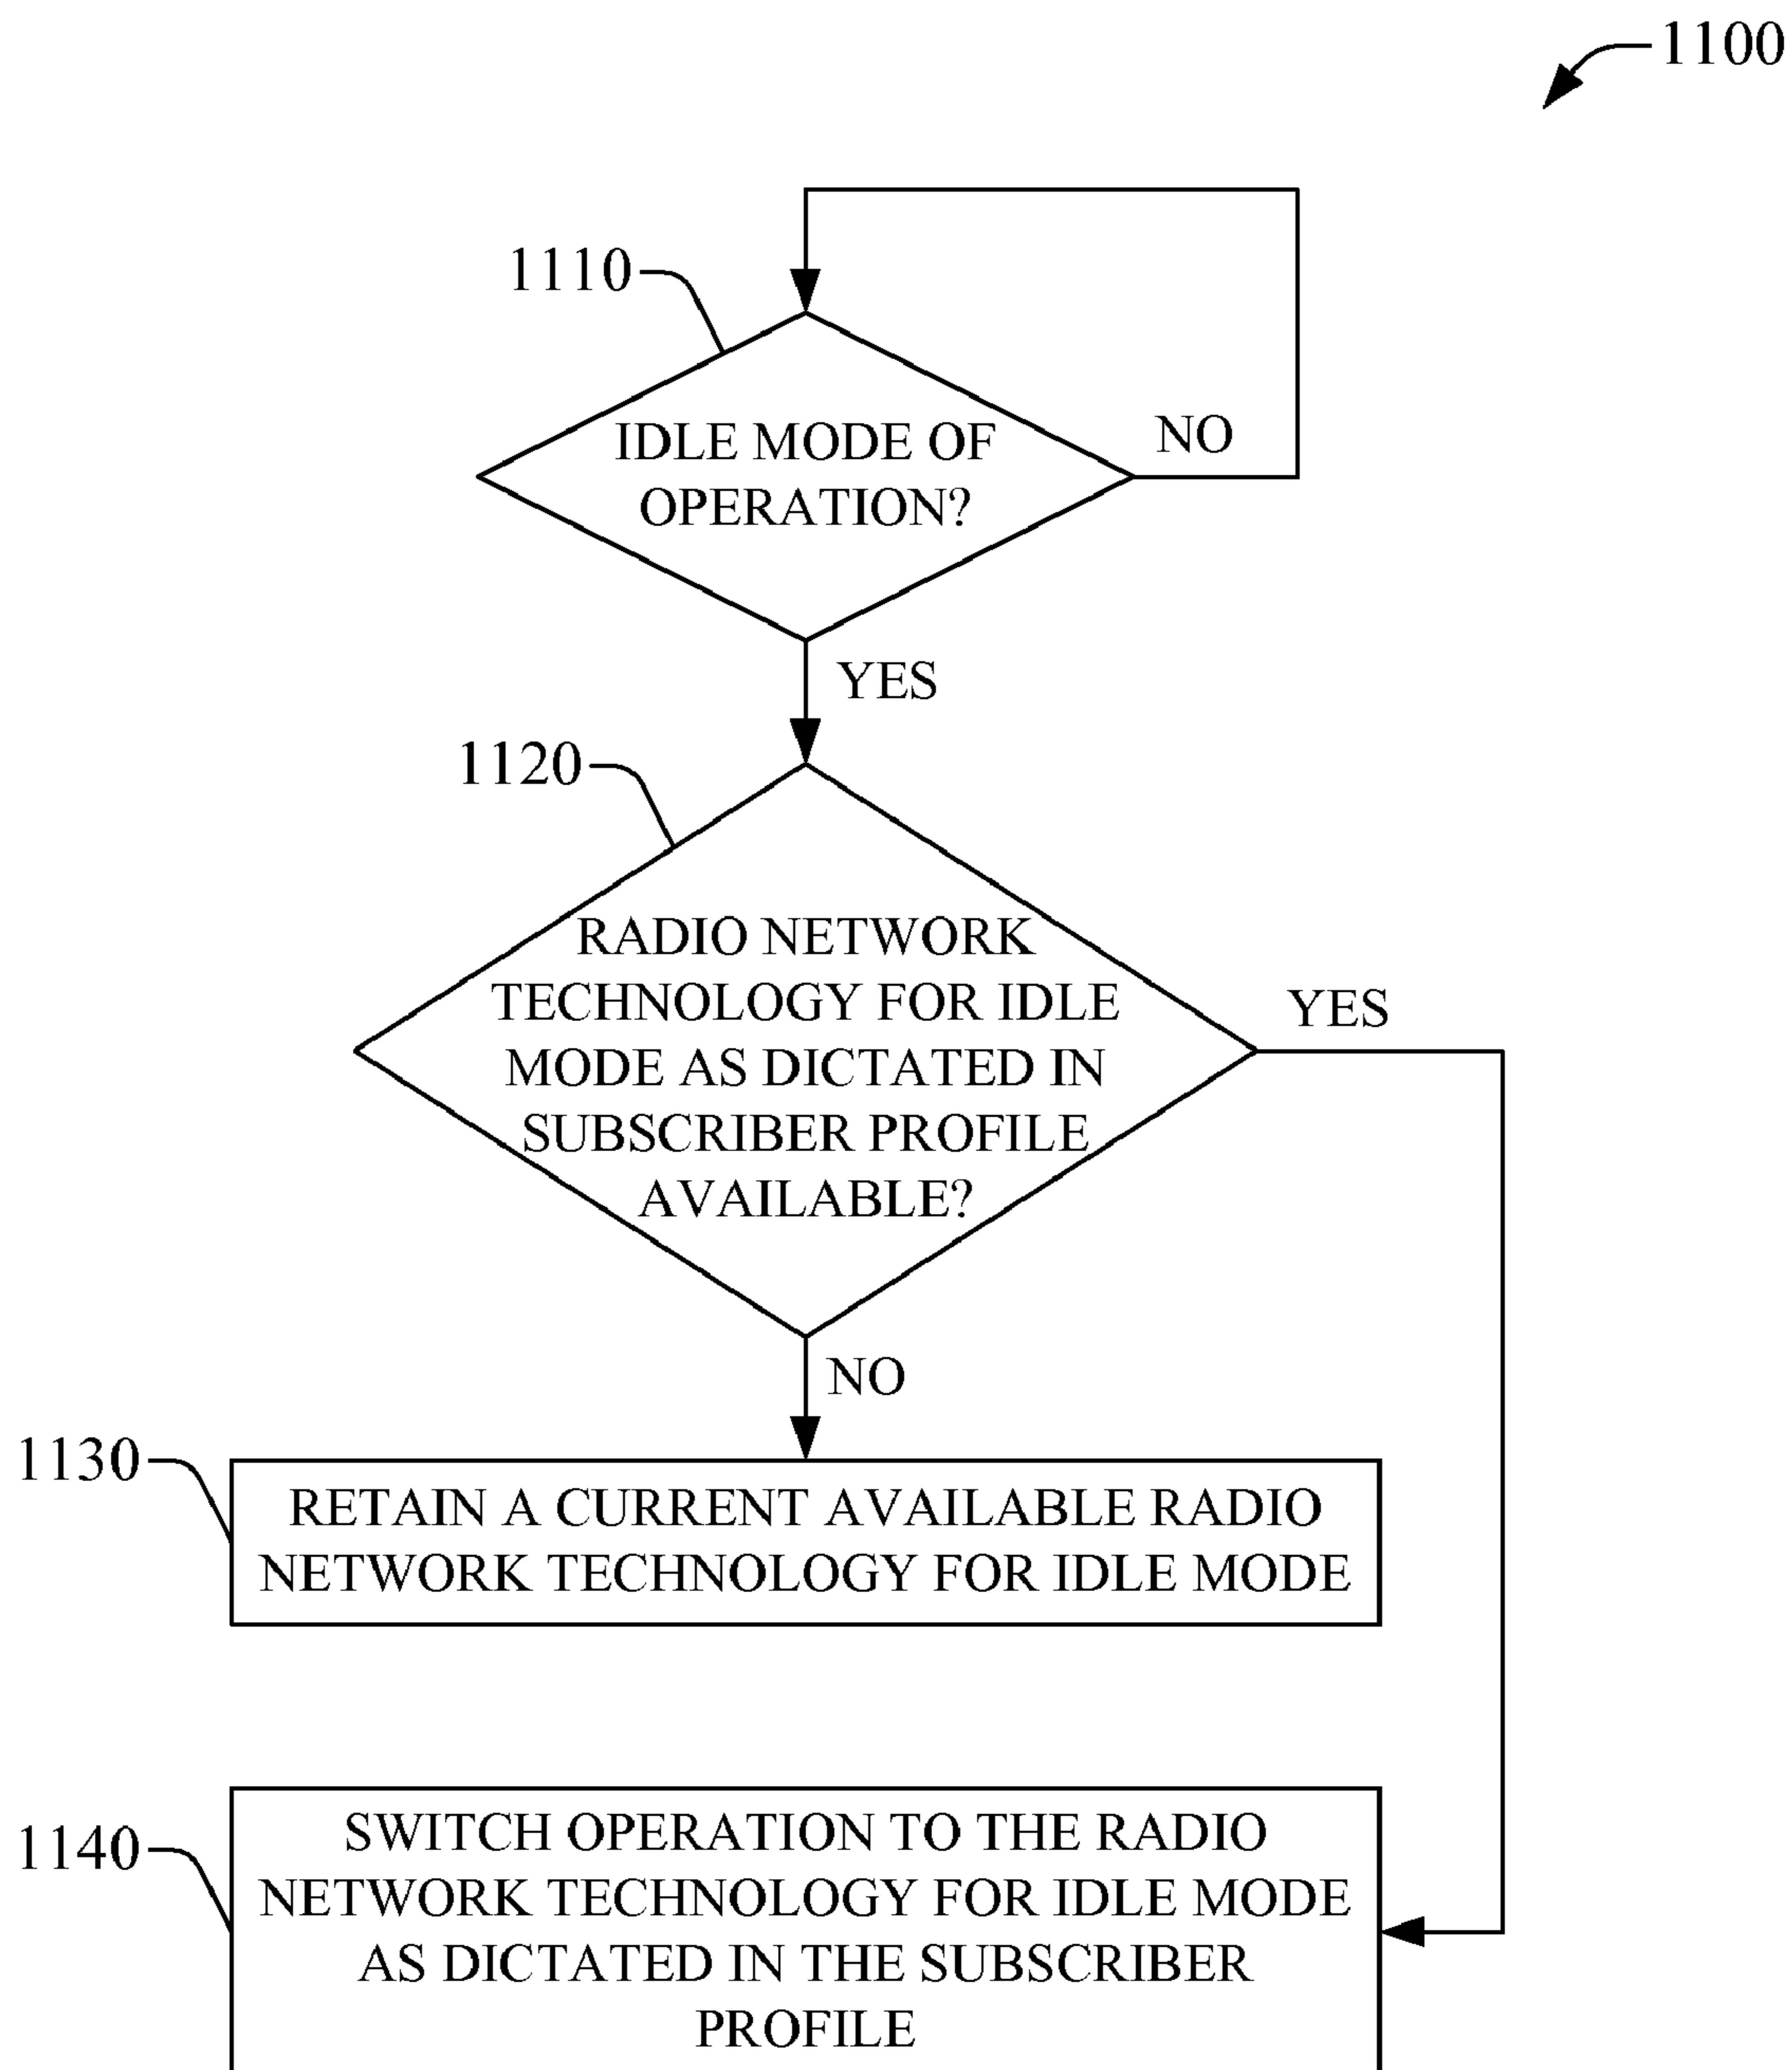 1100
1110
IDLE MODE OF
OPERATION?
NO
YES
1120
RADIO NETWORK
TECHNOLOGY FOR IDLE
MODE AS DICTATED IN
SUBSCRIBER PROFILE
AVAILABLE?
YES
NO
1130
RETAIN A CURRENT AVAILABLE RADIO
NETWORK TECHNOLOGY FOR IDLE MODE
1140
SWITCH OPERATION TO THE RADIO
NETWORK TECHNOLOGY FOR IDLE MODE
AS DICTATED IN THE SUBSCRIBER
PROFILE